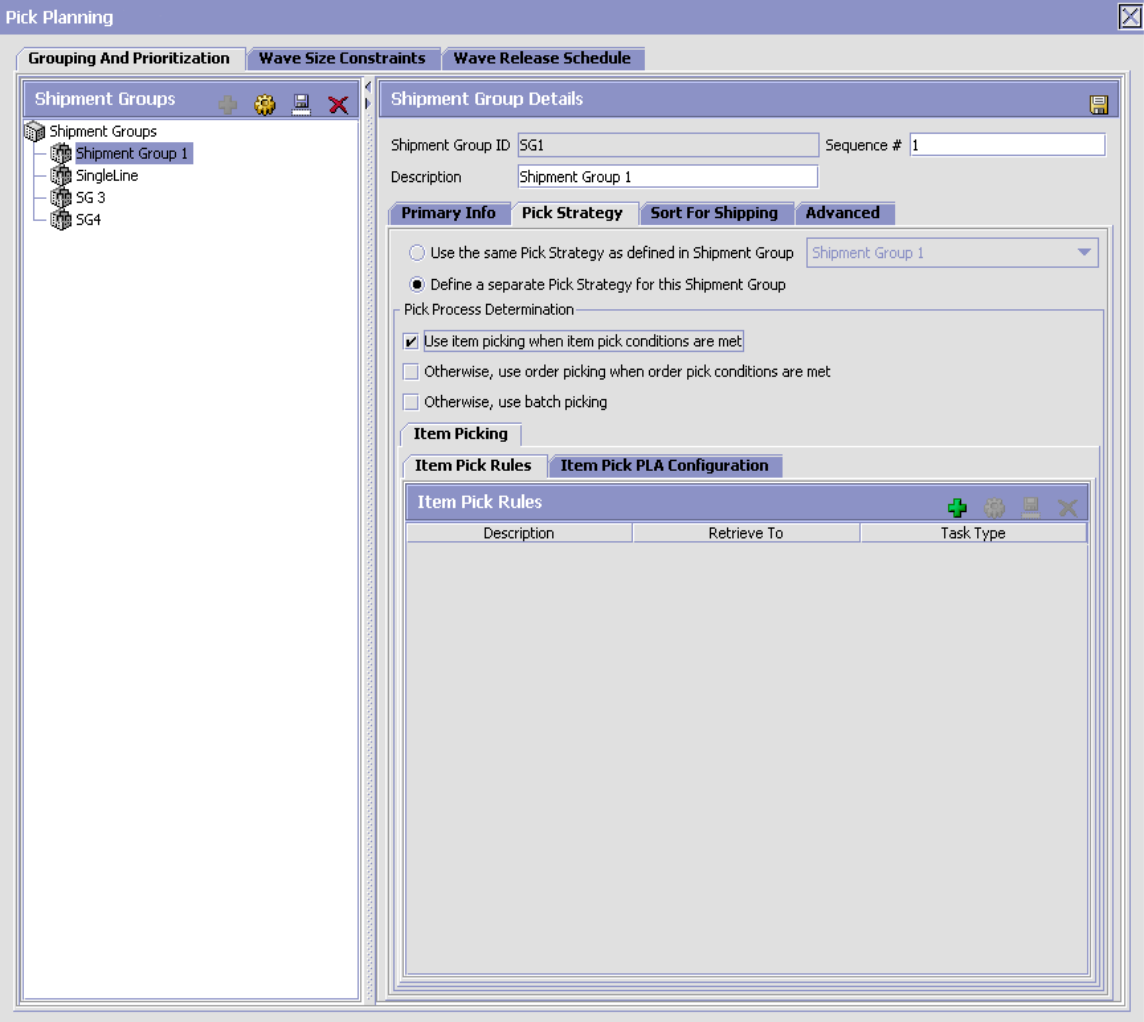 Pick Planning
Grouping And Prioritization Wave Size Constraints Wave Release Schedule
Shipment Groups
Shipment Groups
Shipment Group 1
SingleLine
SG 3
SG4
Shipment Group Details
Shipment Group ID SG1 Sequence # 1
Description Shipment Group 1
Primary Info Pick Strategy Sort For Shipping Advanced
Use the same Pick Strategy as defined in Shipment Group Shipment Group 1
Define a separate Pick Strategy for this Shipment Group
Pick Process Determination
Use item picking when item pick conditions are met
Otherwise, use order picking when order pick conditions are met
Otherwise, use batch picking
Item Picking
Item Pick Rules Item Pick PLA Configuration
Item Pick Rules
Description Retrieve To Task Type